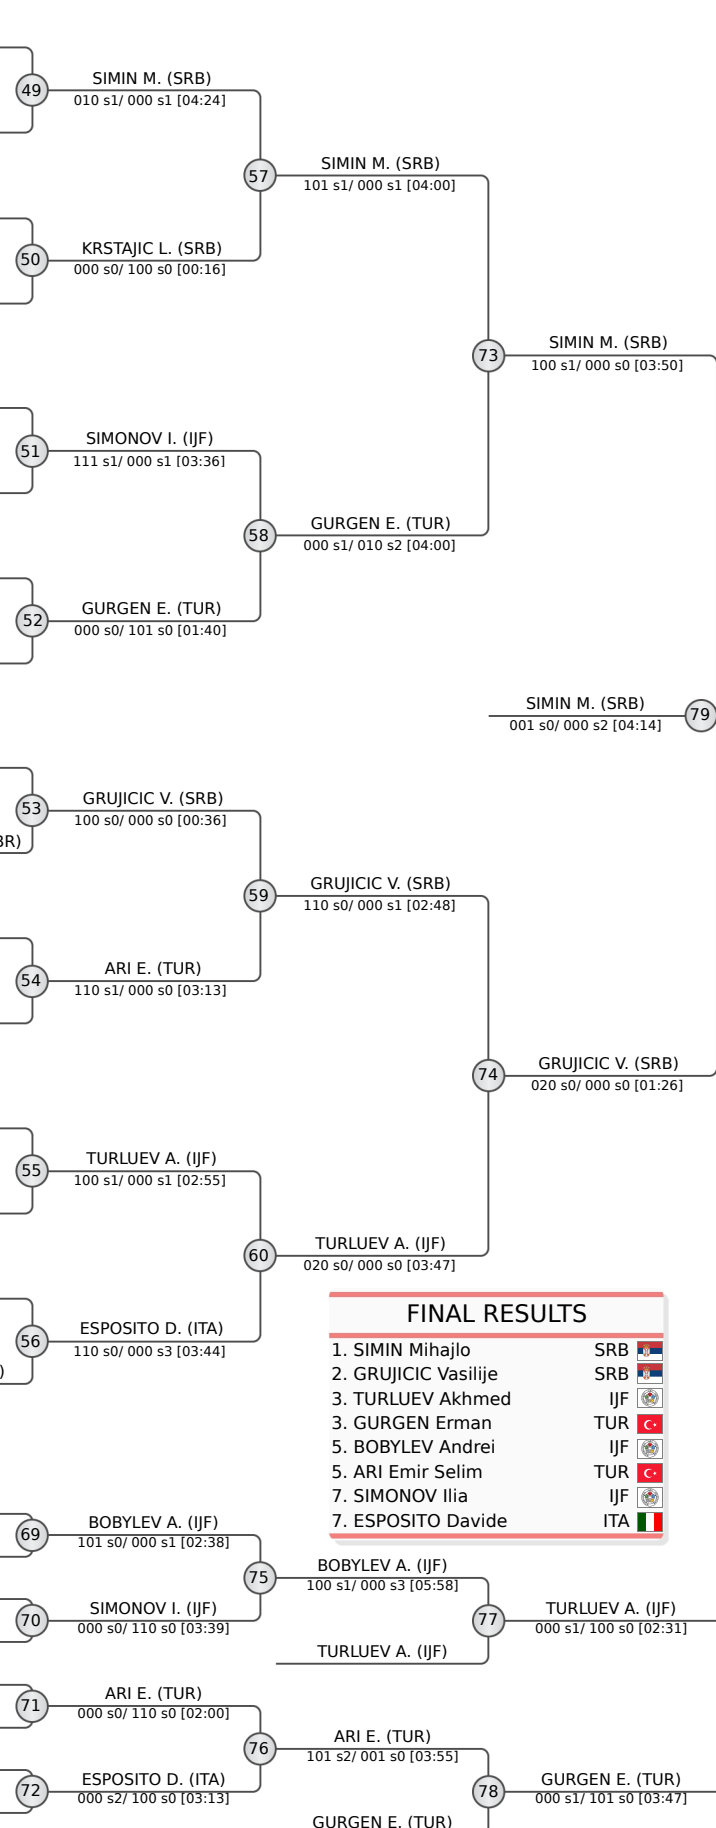 49
SIMIN M. (SRB)
010 s1/ 000 s1 [04:24]
57
SIMIN M. (SRB)
101 s1/ 000 s1 [04:00]
50
KRSTAJIC L. (SRB)
000 s0/ 100 s0 [00:16]
73
SIMIN M. (SRB)
100 s1/ 000 s0 [03:50]
51
SIMONOV I. (IJF)
111 s1/ 000 s1 [03:36]
58
GURGEN E. (TUR)
000 s1/ 010 s2 [04:00]
52
GURGEN E. (TUR)
000 s0/ 101 s0 [01:40]
SIMIN M. (SRB)
001 s0/ 000 s2 [04:14]
79
53
GRUJICIC V. (SRB)
100 s0/ 000 s0 [00:36]
BR)
59
GRUJICIC V. (SRB)
110 s0/ 000 s1 [02:48]
54
ARI E. (TUR)
110 s1/ 000 s0 [03:13]
74
GRUJICIC V. (SRB)
020 s0/ 000 s0 [01:26]
55
TURLUEV A. (IJF)
100 s1/ 000 s1 [02:55]
60
TURLUEV A. (IJF)
020 s0/ 000 s0 [03:47]
56
ESPOSITO D. (ITA)
110 s0/ 000 s3 [03:44]
)
FINAL RESULTS
1. SIMIN Mihajlo SRB
2. GRUJICIC Vasilije SRB
3. TURLUEV Akhmed IJF
3. GURGEN Erman TUR
5. BOBYLEV Andrei IJF
5. ARI Emir Selim TUR
7. SIMONOV Ilia IJF
7. ESPOSITO Davide ITA
69
BOBYLEV A. (IJF)
101 s0/ 000 s1 [02:38]
75
BOBYLEV A. (IJF)
100 s1/ 000 s3 [05:58]
70
SIMONOV I. (IJF)
000 s0/ 110 s0 [03:39]
77
TURLUEV A. (IJF)
000 s1/ 100 s0 [02:31]
TURLUEV A. (IJF)
71
ARI E. (TUR)
000 s0/ 110 s0 [02:00]
76
ARI E. (TUR)
101 s2/ 001 s0 [03:55]
72
ESPOSITO D. (ITA)
000 s2/ 100 s0 [03:13]
78
GURGEN E. (TUR)
000 s1/ 101 s0 [03:47]
GURGEN E. (TUR)